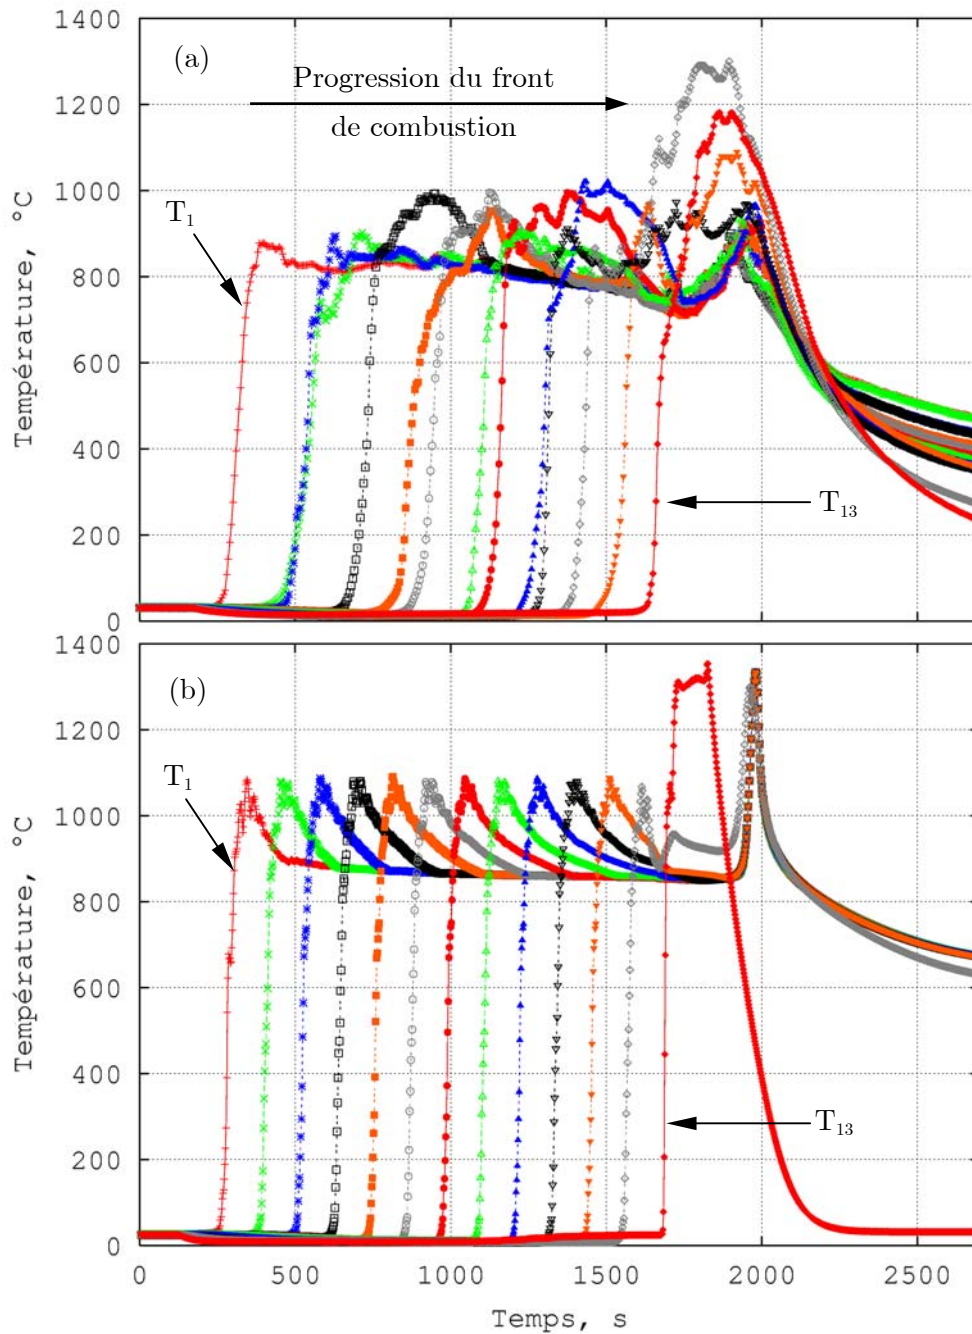 1400
(a)
Progression du front
1200
de combustion
1000
T₁
800
Température, °C
600
400
T₁₃
200
0
1400
(b)
1200
T₁
1000
800
Température, °C
600
400
T₁₃
200
0
0 500 1000 1500 2000 2500
Temps, s